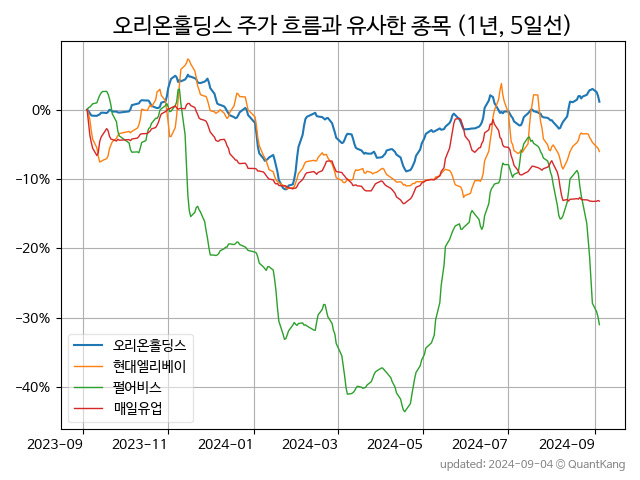 오리온홀딩스 주가 흐름과 유사한 종목 (1년, 5일선)
0%
−10%
−20%
−30%
−40%
오리온홀딩스
현대엘리베이
펄어비스
매일유업
2023-09 2023-11 2024-01 2024-03 2024-05 2024-07 2024-09
updated: 2024-09-04 © QuantKang